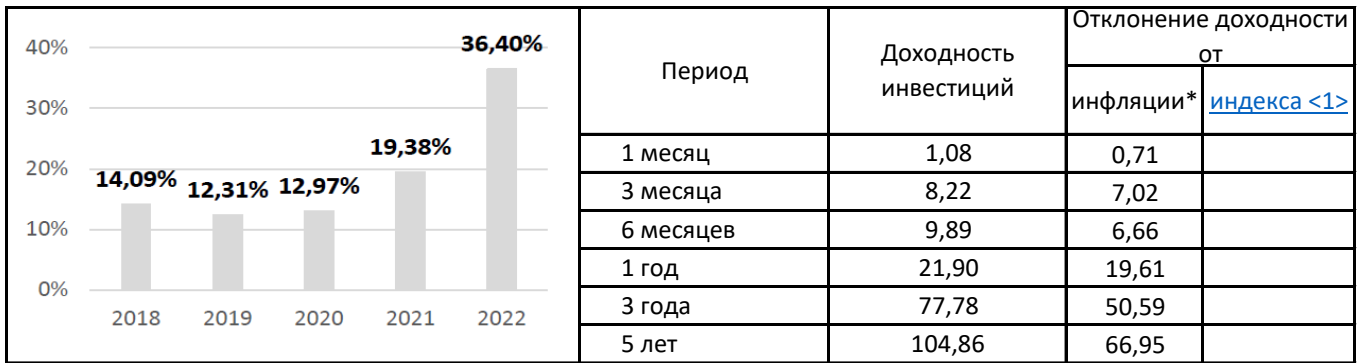 40%
30%
20%
10%
0%
14,09%
12,31%
12,97%
19,38%
36,40%
2018 2019 2020 2021 2022
Период
Доходность
инвестиций
Отклонение доходности
от
инфляции*
индекса <1>
1 месяц 1,08 0,71
3 месяца 8,22 7,02
6 месяцев 9,89 6,66
1 год 21,90 19,61
3 года 77,78 50,59
5 лет 104,86 66,95